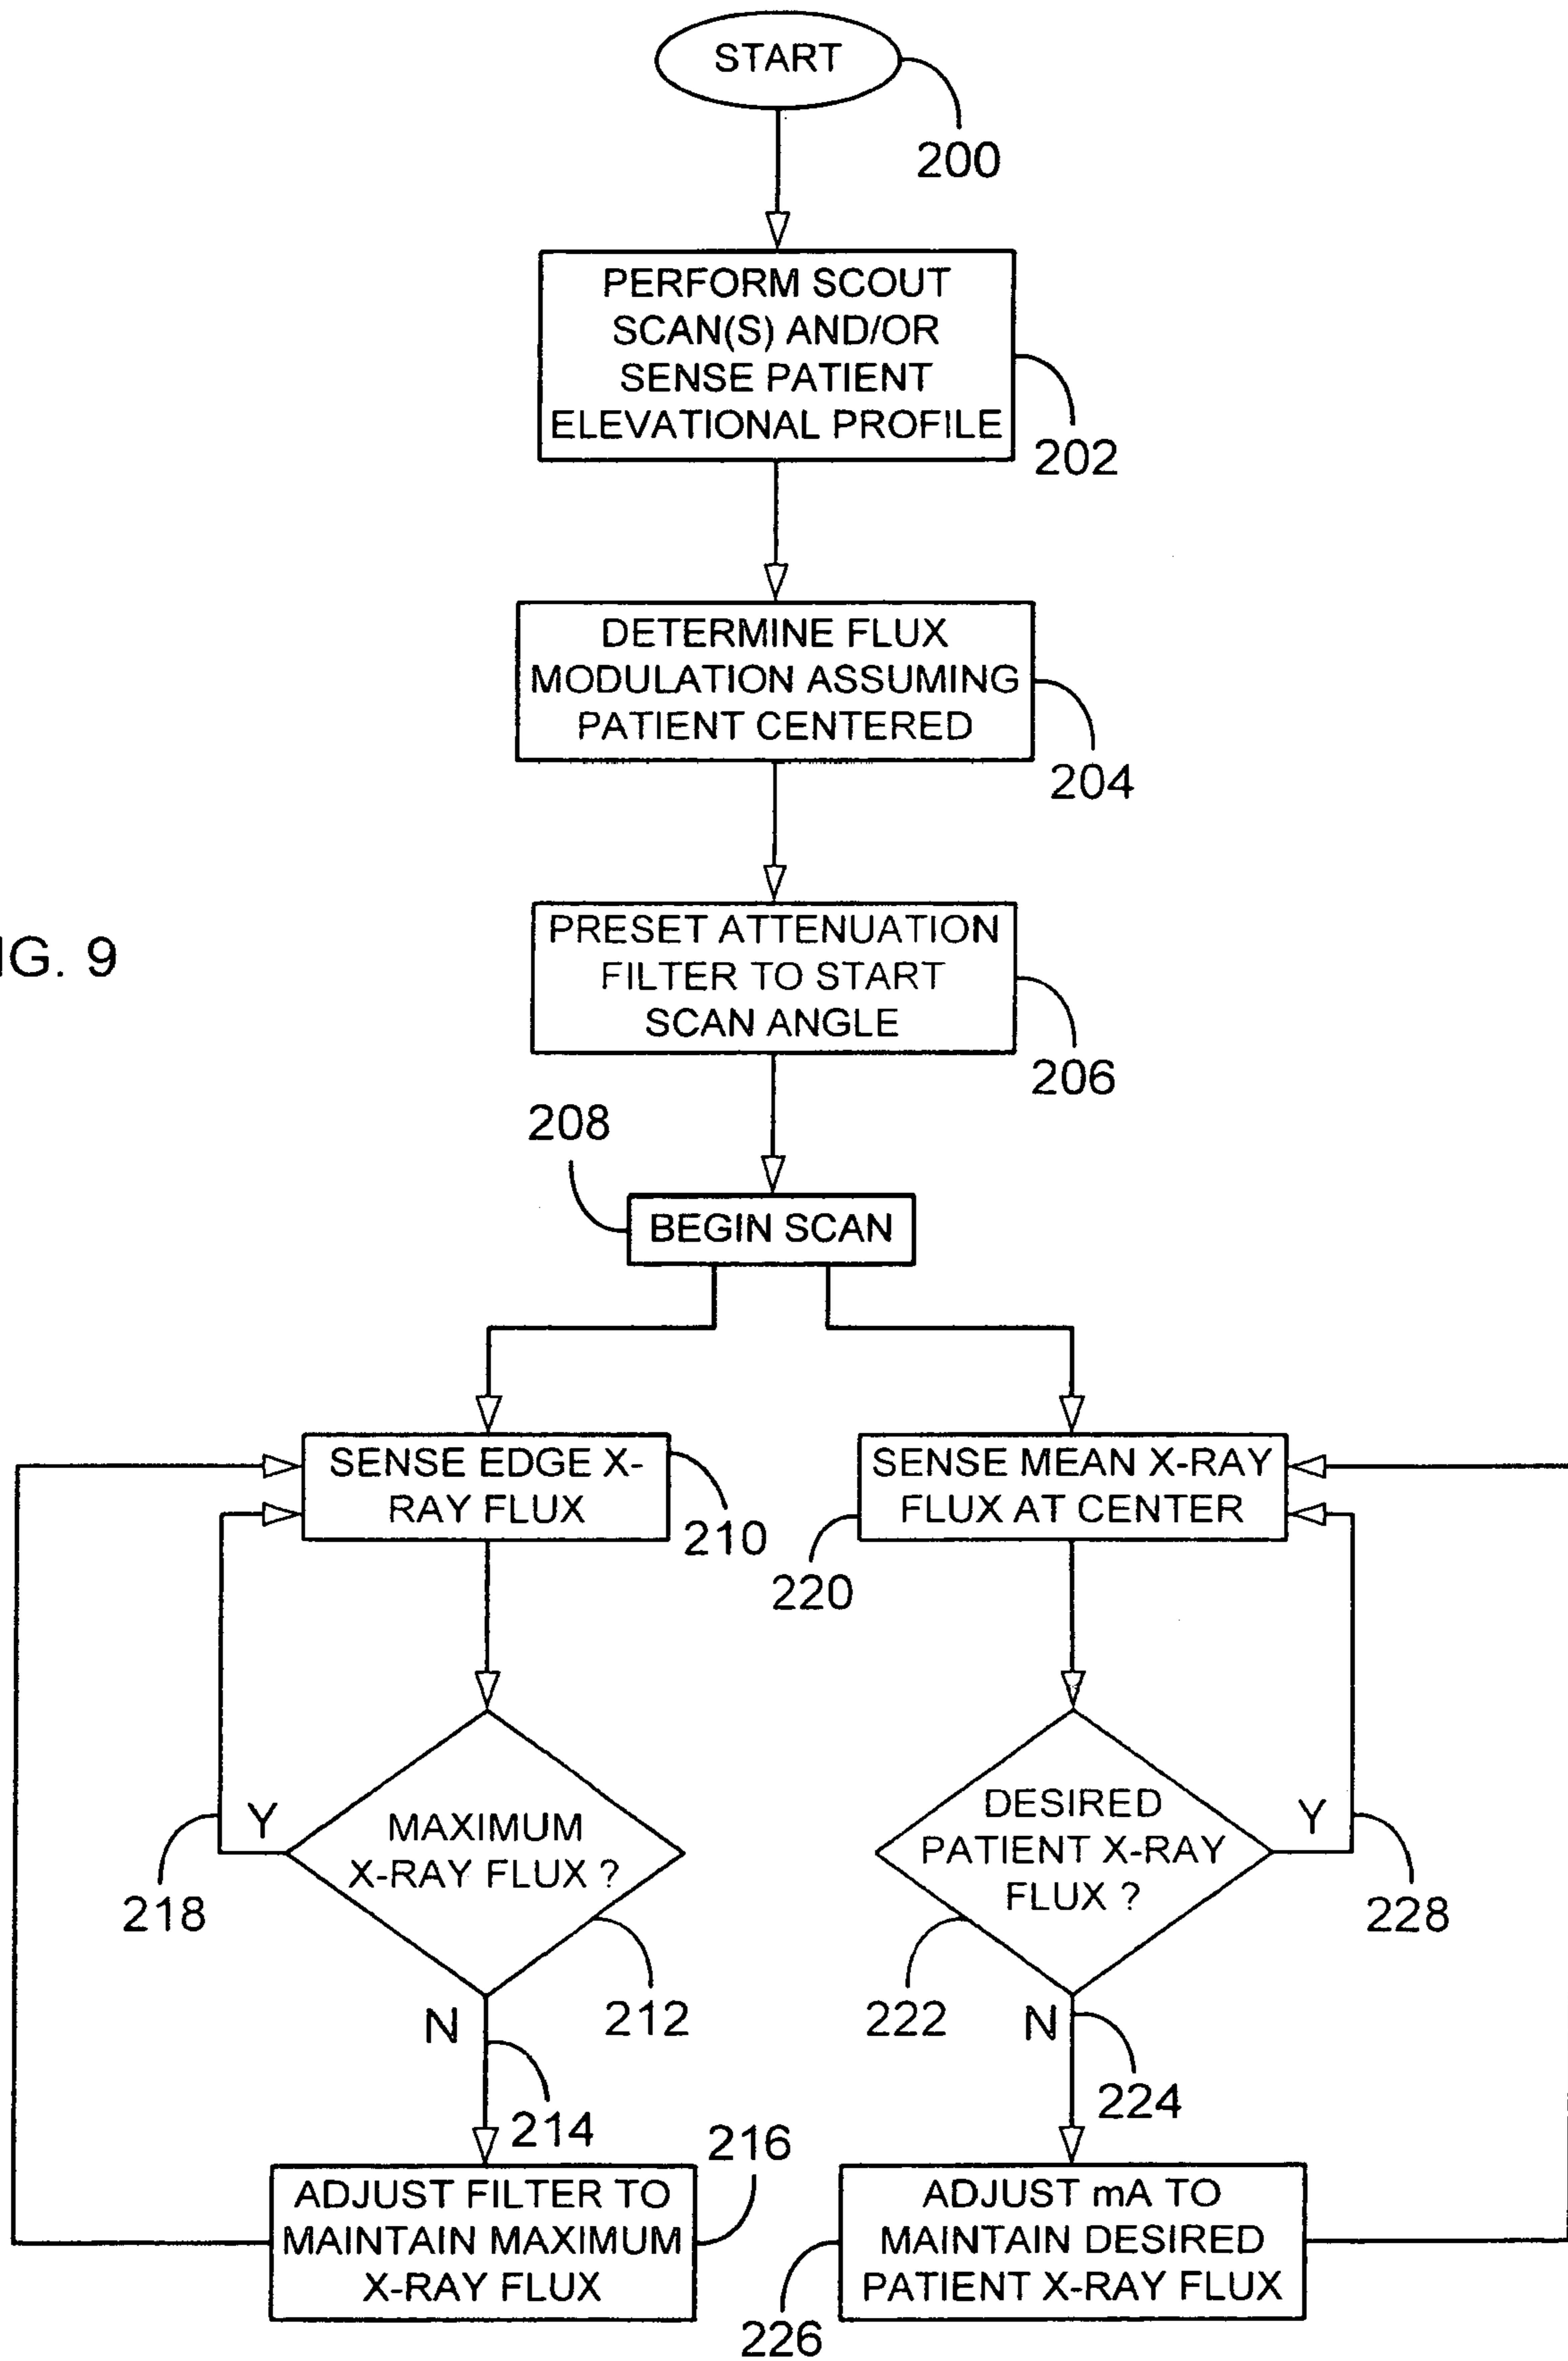 START
200
PERFORM SCOUT
SCAN(S) AND/OR
SENSE PATIENT
ELEVATIONAL PROFILE
202
DETERMINE FLUX
MODULATION ASSUMING
PATIENT CENTERED
204
IG. 9
PRESET ATTENUATION
FILTER TO START
SCAN ANGLE
206
208
BEGIN SCAN
SENSE EDGE X-
RAY FLUX
210
SENSE MEAN X-RAY
FLUX AT CENTER
220
MAXIMUM
X-RAY FLUX ?
Y
218
212
N
214
DESIRED
PATIENT X-RAY
FLUX ?
Y
228
222
N
224
ADJUST FILTER TO
MAINTAIN MAXIMUM
X-RAY FLUX
216
ADJUST mA TO
MAINTAIN DESIRED
PATIENT X-RAY FLUX
226